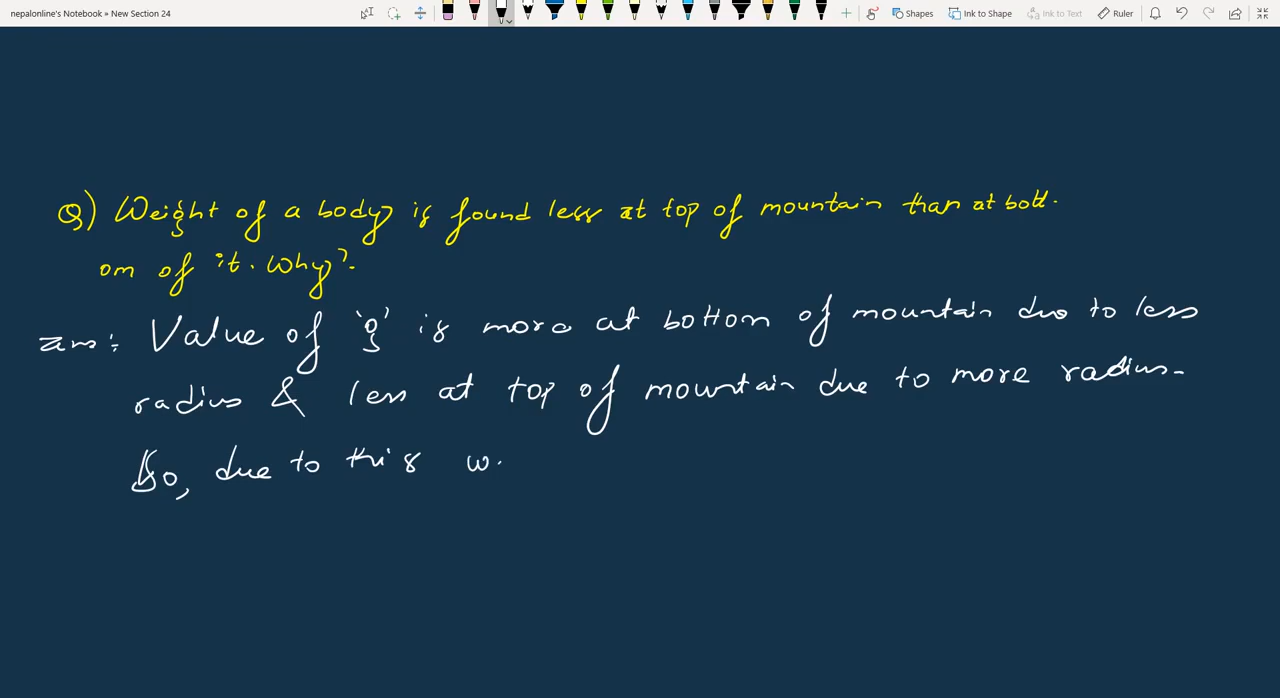 nepalonline's Notebook » New Section 24
Shapes Ink to Shape Ink to Text Ruler
Q) Weight of a body is found less at top of mountain than at bott-
om of it. Why?
ans: Value of 'g' is more at bottom of mountain due to less
radius & less at top of mountain due to more radius.
So, due to this w